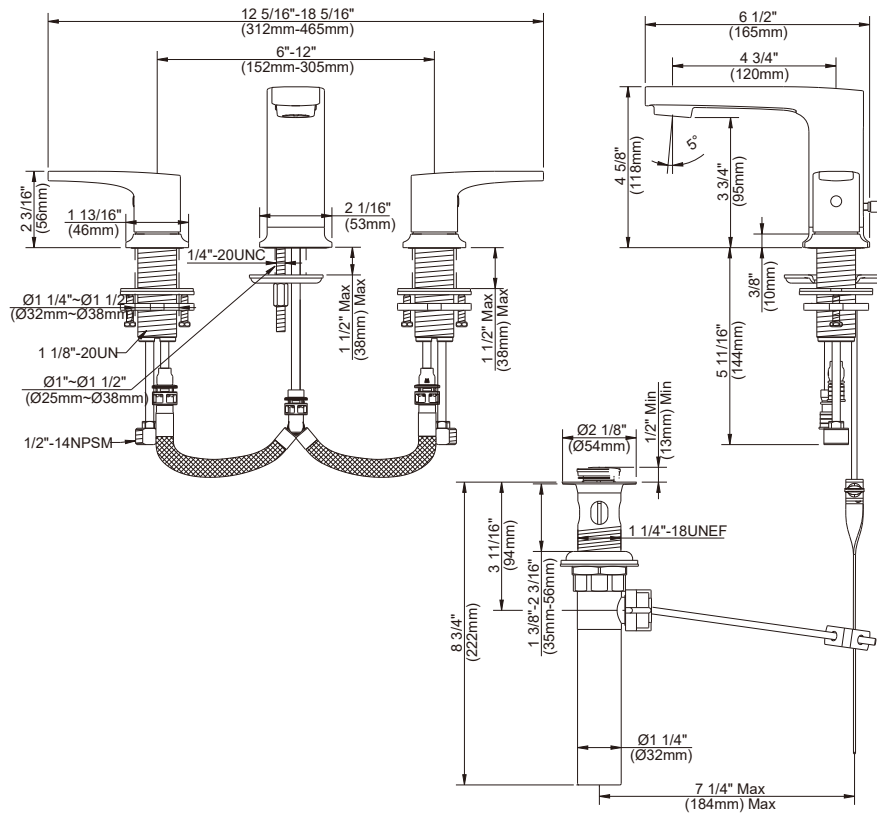 12 5/16"-18 5/16"
(312mm-465mm)
6"-12"
(152mm-305mm)
2 3/16"
(56mm)
1 13/16"
(46mm)
2 1/16"
(53mm)
1/4"-20UNC
Ø1 1/4"~Ø1 1/2"
(Ø32mm~Ø38mm)
1 1/8"-20UN
Ø1"~Ø1 1/2"
(Ø25mm~Ø38mm)
1/2"-14NPSM
1 1/2" Max
(38mm) Max
1 1/2" Max
(38mm) Max
6 1/2"
(165mm)
4 3/4"
(120mm)
5°
4 5/8"
(118mm)
3 3/4"
(95mm)
3/8"
(10mm)
5 11/16"
(144mm)
Ø2 1/8"
(Ø54mm)
1/2" Min
(13mm) Min
1 1/4"-18UNEF
3 11/16"
(94mm)
1 3/8"-2 3/16"
(35mm-56mm)
8 3/4"
(222mm)
Ø1 1/4"
(Ø32mm)
7 1/4" Max
(184mm) Max